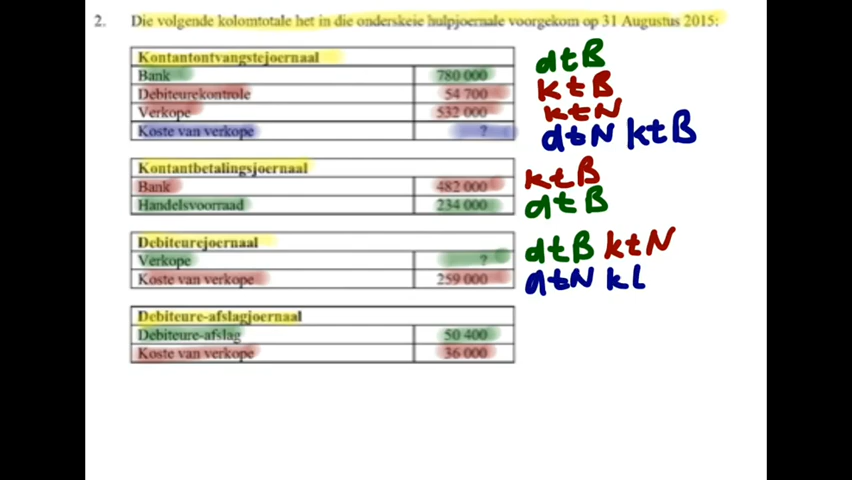 2. Die volgende kolomtotale het in die onderskeie hulpjoernale voorgekom op 31 Augustus 2015:
Kontantontvangstejoernaal
Bank 780 000 dtB
Debiteurekontrole 54 700 ktB
Verkope 532 000 ktN
Koste van verkope ? dtN ktB
Kontantbetalingsjoernaal
Bank 482 000 ktB
Handelsvoorraad 234 000 dtB
Debiteurejoernaal
Verkope ? dtB ktN
Koste van verkope 259 000 dtN kl
Debiteure-afslagjoernaal
Debiteure-afslag 50 400
Koste van verkope 36 000